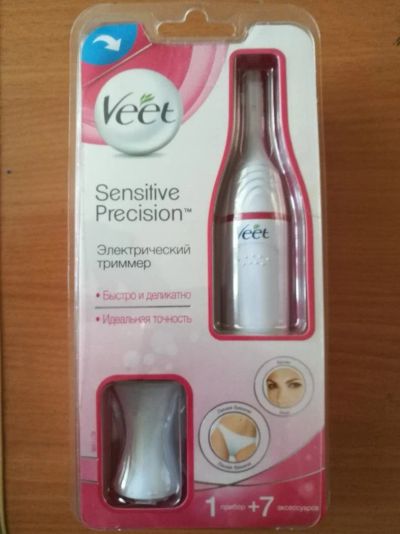 Veet
Sensitive
Precision™
Электрический
триммер
• Быстро и деликатно
• Идеальная точность
Veet
1 прибор +7 аксессуаров